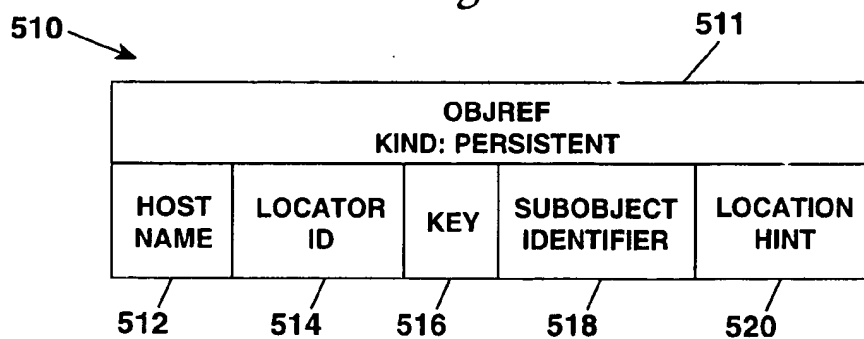 510
511
OBJREF
KIND: PERSISTENT
HOST NAME
LOCATOR ID
KEY
SUBOBJECT IDENTIFIER
LOCATION HINT
512
514
516
518
520